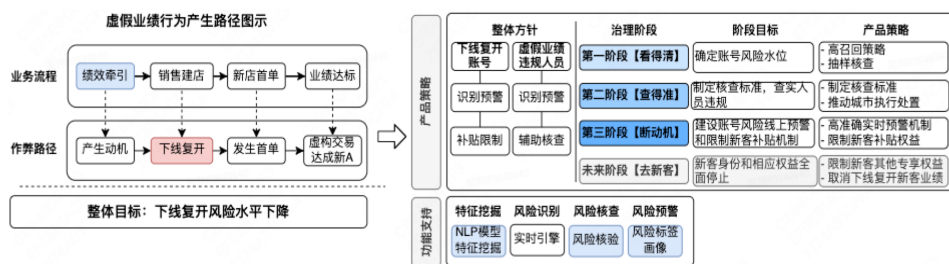 虚假业绩行为产生路径图示
业务流程
绩效牵引
销售建店
新店首单
业绩达标
作弊路径
产生动机
下线复开
发生首单
虚构交易
达成新A
整体目标：下线复开风险水平下降
产品策略
整体方针
治理阶段
阶段目标
产品策略
下线复开
账号
虚假业绩
违规人员
识别预警
识别预警
补贴限制
辅助核查
第一阶段【看得清】
确定账号风险水位
- 高召回策略
- 抽样核查
第二阶段【查得准】
制定核查标准，查实人
员违规
- 制定核查标准
- 推动城市执行处置
第三阶段【断动机】
建设账号风险线上预警
和限制新客补贴机制
- 高准确实时预警机制
- 限制新客补贴权益
未来阶段【去新客】
新客身份和相应权益全
面停止
- 限制新客其他专享权益
- 取消下线复开新客业绩
功能支持
特征挖掘
风险识别
风险核查
风险预警
NLP模型
特征挖掘
实时引擎
风险核验
风险标签
画像